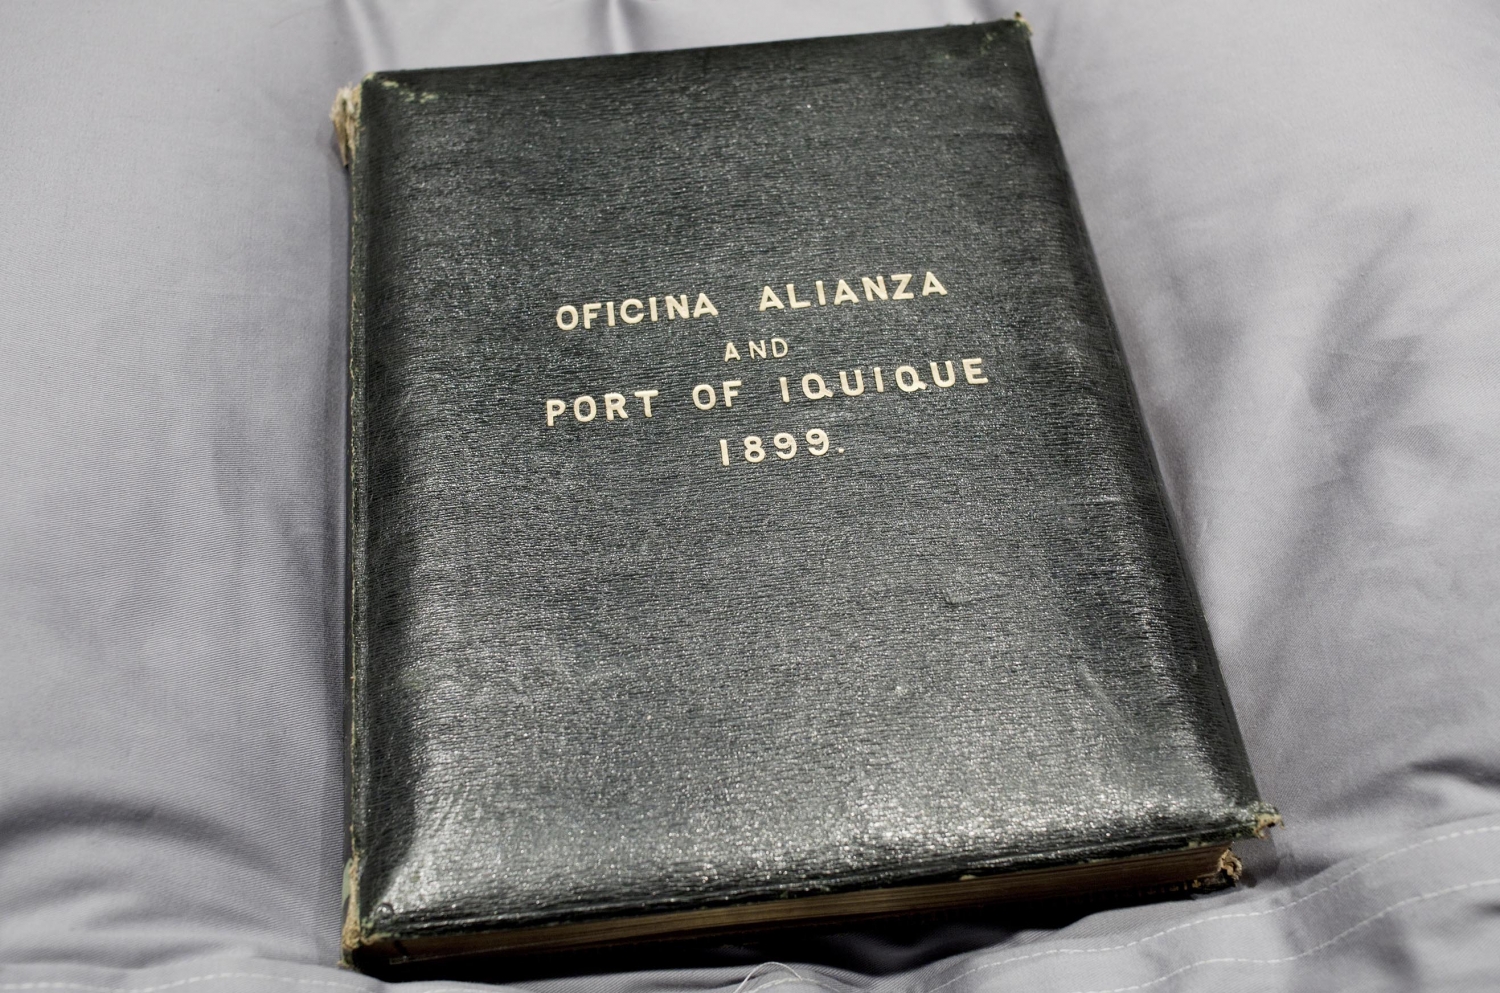 OFICINA ALIANZA
AND
PORT OF IQUIQUE
1899.